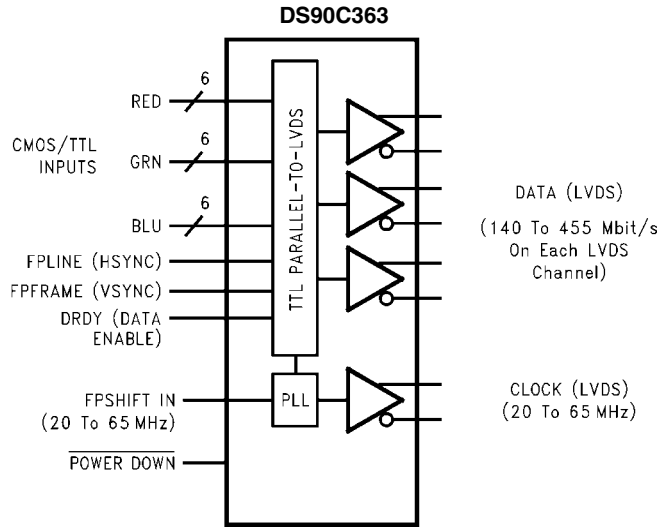 DS90C363
RED
6
CMOS/TTL
INPUTS
GRN
6
BLU
6
FPLINE (HSYNC)
FPFRAME (VSYNC)
DRDY (DATA
ENABLE)
FPSHIFT IN
(20 To 65 MHz)
POWER DOWN
TTL PARALLEL-TO-LVDS
PLL
DATA (LVDS)
(140 To 455 Mbit/s
On Each LVDS
Channel)
CLOCK (LVDS)
(20 To 65 MHz)